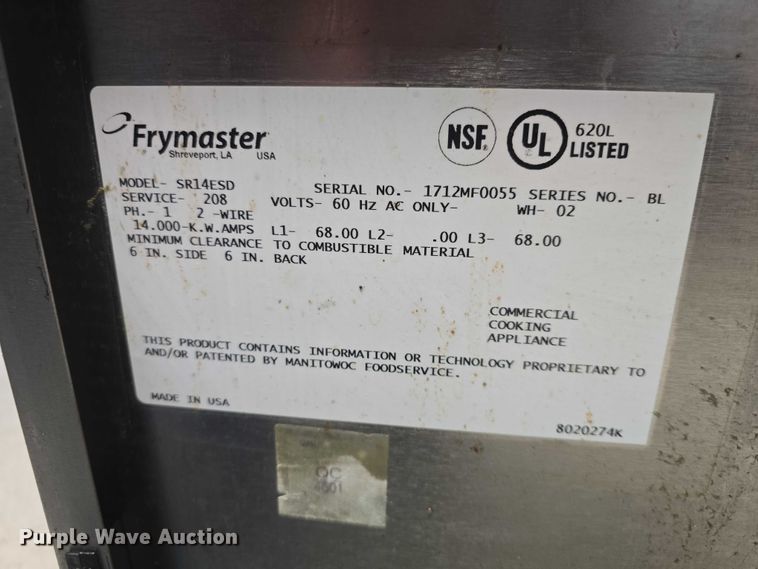 Frymaster
Shreveport, LA USA
NSF
UL
620L
LISTED
MODEL- SR14ESD SERIAL NO.- 1712MF0055 SERIES NO.- BL
SERVICE- 208 VOLTS- 60 Hz AC ONLY- WH- 02
PH.- 1 2 -WIRE
14.000-K.W.AMPS L1- 68.00 L2- .00 L3- 68.00
MINIMUM CLEARANCE TO COMBUSTIBLE MATERIAL
6 IN. SIDE 6 IN. BACK
COMMERCIAL
COOKING
APPLIANCE
THIS PRODUCT CONTAINS INFORMATION OR TECHNOLOGY PROPRIETARY TO
AND/OR PATENTED BY MANITOWOC FOODSERVICE.
MADE IN USA
8020274K
QC
Purple Wave Auction